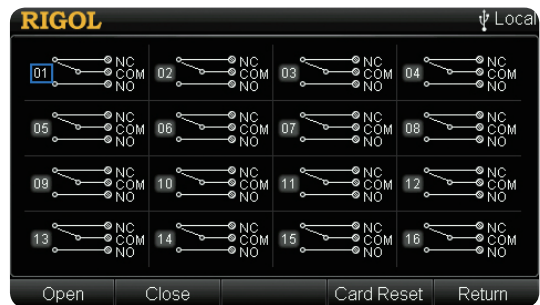 RIGOL Local
NC NC NC NC
01 COM 02 COM 03 COM 04 COM
NO NO NO NO
NC NC NC NC
05 COM 06 COM 07 COM 08 COM
NO NO NO NO
NC NC NC NC
09 COM 10 COM 11 COM 12 COM
NO NO NO NO
NC NC NC NC
13 COM 14 COM 15 COM 16 COM
NO NO NO NO
Open Close Card Reset Return